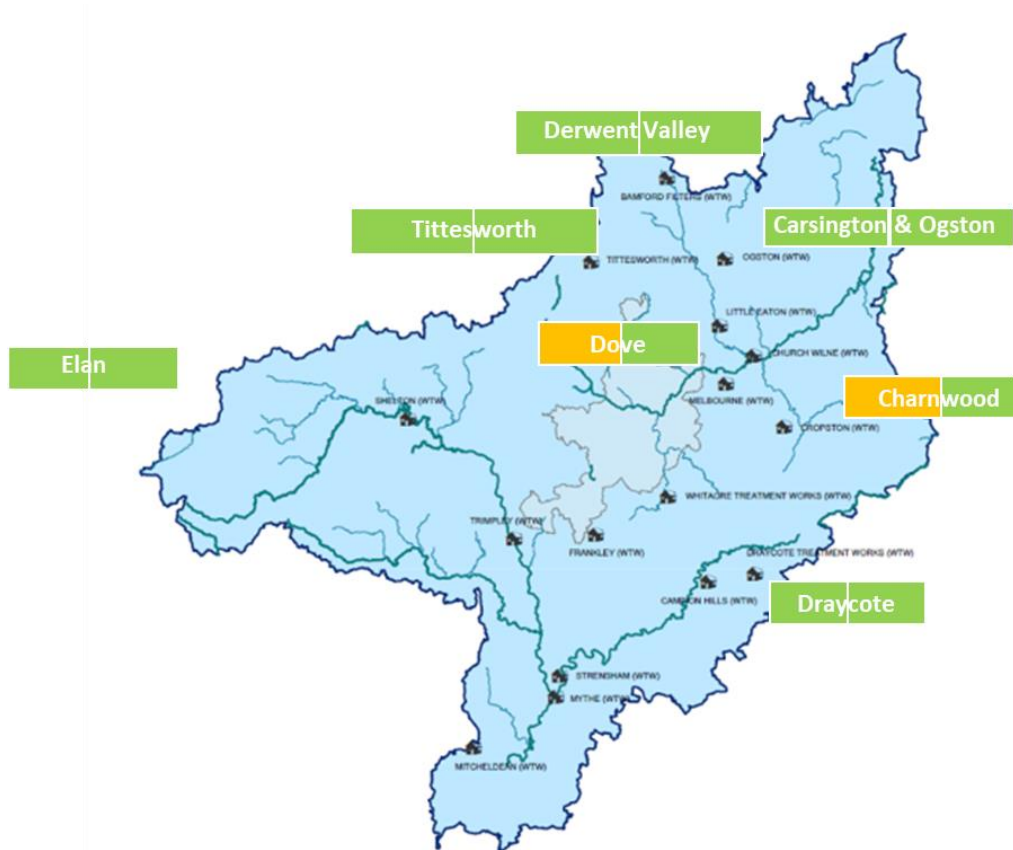 Derwent Valley
BAMFORD FILTERS (WTW)
Tittesworth
Carsington & Ogston
TITTESWORTH (WTW)
OGSTON (WTW)
LITTLE EATON (WTW)
Dove
CHURCH WILNE (WTW)
Elan
MELBOURNE (WTW)
Charnwood
SHELTON (WTW)
CROPSTON (WTW)
WHITACRE TREATMENT WORKS (WTW)
TRIMPLEY (WTW)
FRANKLEY (WTW)
DRAYCOTE TREATMENT WORKS (WTW)
CAMPION HILLS (WTW)
Draycote
STRENSHAM (WTW)
MYTHE (WTW)
MITCHELDEAN (WTW)